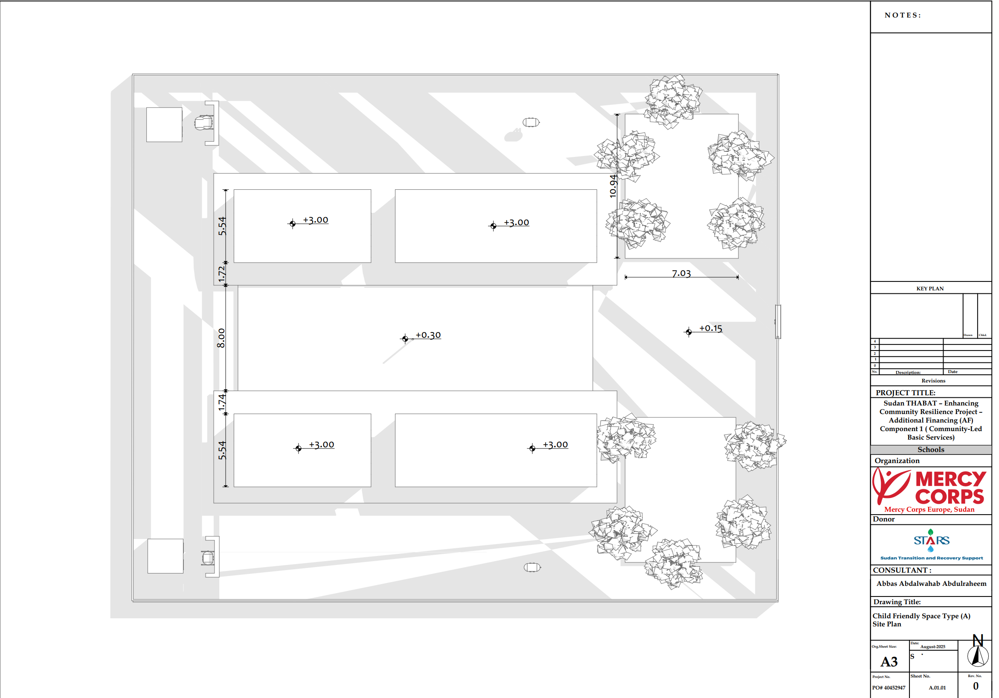 10.94
5.54
+3.00
+3.00
1.72
7.03
8.00
+0.30
+0.15
1.74
5.54
+3.00
+3.00
NOTES:
KEY PLAN
Drawn
Chkd.
4
3
2
1
0
No.
Description:
Date
Revisions
PROJECT TITLE:
Sudan THABAT – Enhancing
Community Resilience Project –
Additional Financing (AF)
Component 1 ( Community-Led
Basic Services)
Schools
Organization
MERCY
CORPS
Mercy Corps Europe, Sudan
Donor
STARS
Sudan Transition and Recovery Support
CONSULTANT :
Abbas Abdalwahab Abdulraheem
Drawing Title:
Child Friendly Space Type (A)
Site Plan
Org.Sheet Size:
A3
Date:
August-2025
S
N
Project No.
PO# 40452947
Sheet No.
A.01.01
Rev. No.
0